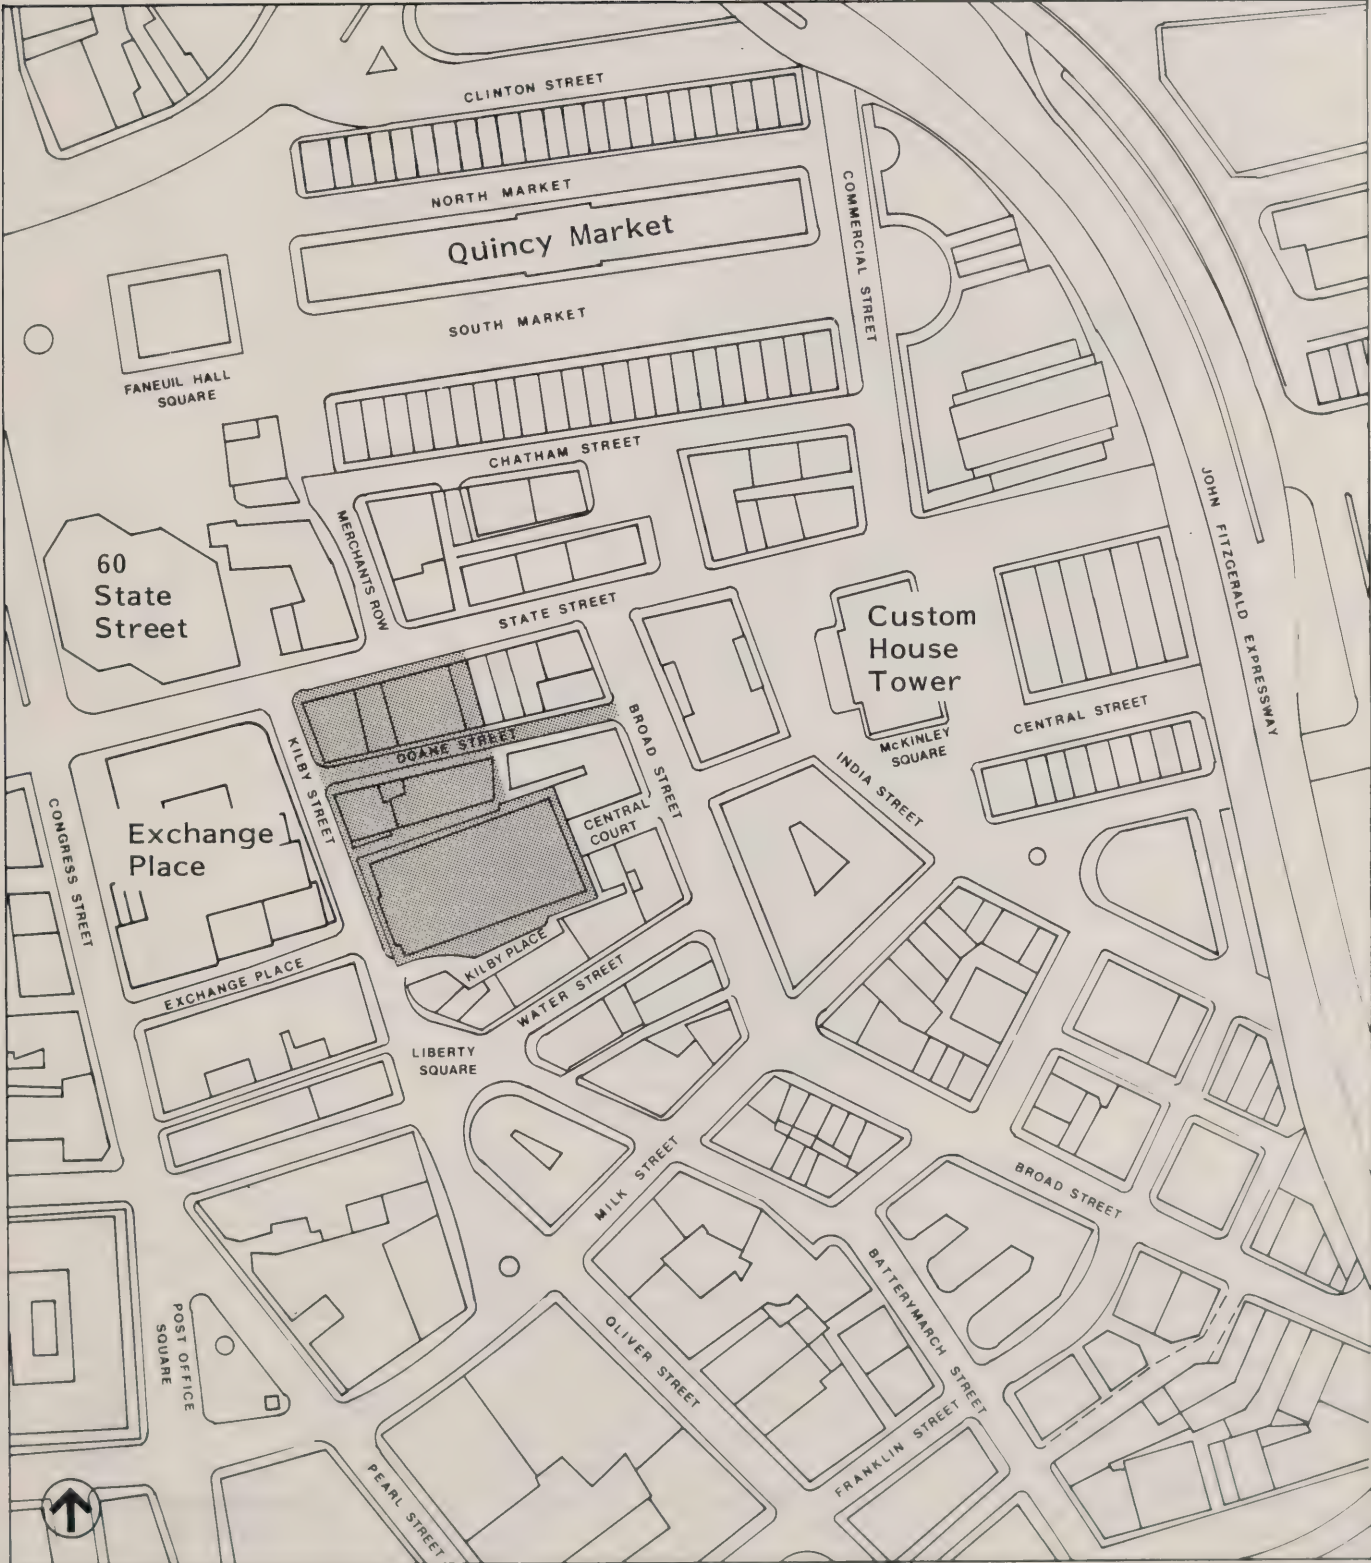 CLINTON STREET
NORTH MARKET
Quincy Market
COMMERCIAL STREET
SOUTH MARKET
FANEUIL HALL
SQUARE
CHATHAM STREET
MERCHANTS ROW
60
State
Street
STATE STREET
JOHN FITZGERALD EXPRESSWAY
Custom
House
Tower
CENTRAL STREET
McKINLEY
SQUARE
KILBY STREET
DOANE STREET
BROAD STREET
INDIA STREET
CONGRESS STREET
Exchange
Place
CENTRAL
COURT
KILBY PLACE
EXCHANGE PLACE
WATER STREET
LIBERTY
SQUARE
MILK STREET
BROAD STREET
BATTERYMARCH STREET
POST OFFICE
SQUARE
OLIVER STREET
FRANKLIN STREET
PEARL STREET